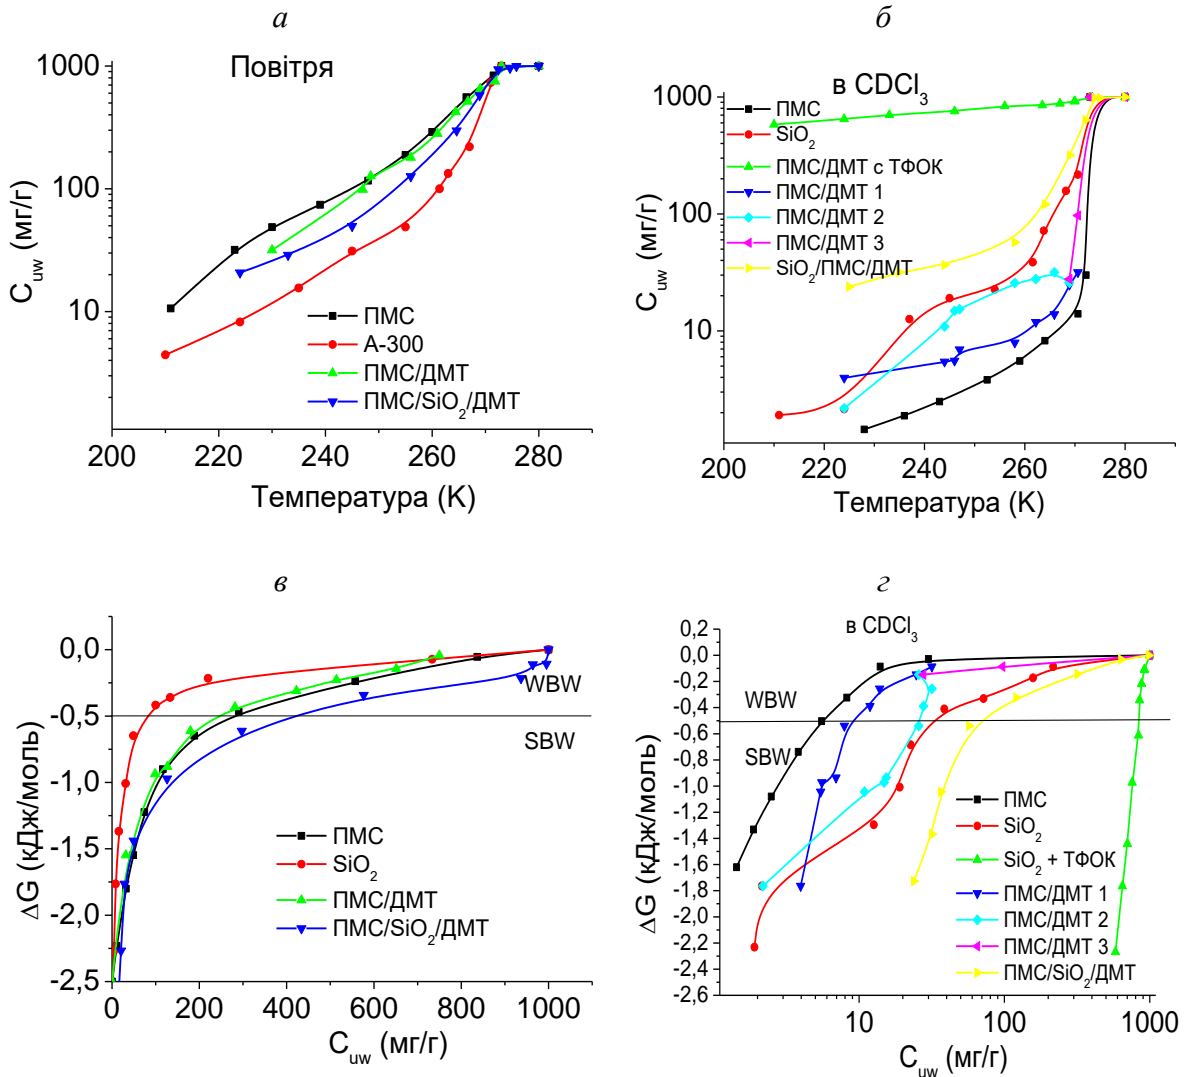 а
Повітря
C_uw (мг/г)
1000
100
10
ПМС
А-300
ПМС/ДМТ
ПМС/SiO₂/ДМТ
200 220 240 260 280
Температура (K)
б
в CDCl₃
C_uw (мг/г)
1000
100
10
ПМС
SiO₂
ПМС/ДМТ с ТФОК
ПМС/ДМТ 1
ПМС/ДМТ 2
ПМС/ДМТ 3
SiO₂/ПМС/ДМТ
200 220 240 260 280
Температура (K)
в
ΔG (кДж/моль)
0,0
-0,5
-1,0
-1,5
-2,0
-2,5
WBW
SBW
ПМС
SiO₂
ПМС/ДМТ
ПМС/SiO₂/ДМТ
0 200 400 600 800 1000
C_uw (мг/г)
г
в CDCl₃
ΔG (кДж/моль)
0,2
0,0
-0,2
-0,4
-0,6
-0,8
-1,0
-1,2
-1,4
-1,6
-1,8
-2,0
-2,2
-2,4
-2,6
WBW
SBW
ПМС
SiO₂
SiO₂ + ТФОК
ПМС/ДМТ 1
ПМС/ДМТ 2
ПМС/ДМТ 3
ПМС/SiO₂/ДМТ
10 100 1000
C_uw (мг/г)